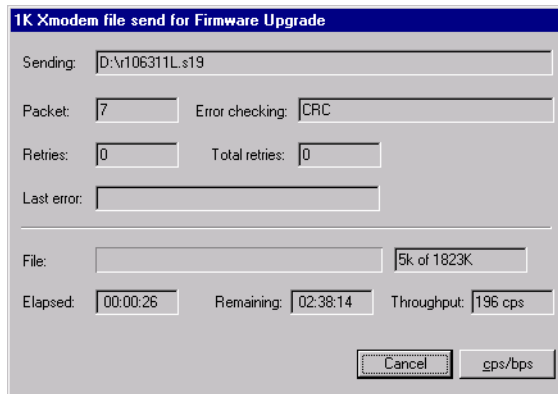 1K Xmodem file send for Firmware Upgrade
Sending: D:\r106311L.s19
Packet: 7 Error checking: CRC
Retries: 0 Total retries: 0
Last error:
File: 5k of 1823K
Elapsed: 00:00:26 Remaining: 02:38:14 Throughput: 196 cps
Cancel cps/bps